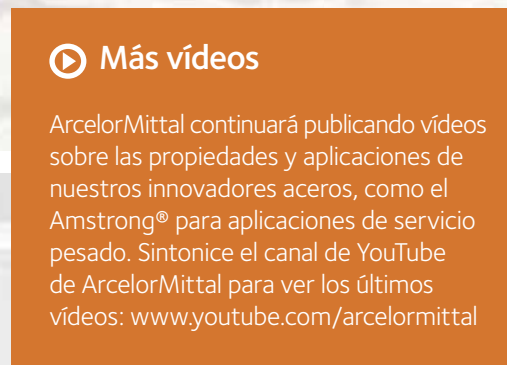 Más vídeos
ArcelorMittal continuará publicando vídeos
sobre las propiedades y aplicaciones de
nuestros innovadores aceros, como el
Amstrong® para aplicaciones de servicio
pesado. Sintonice el canal de YouTube
de ArcelorMittal para ver los últimos
vídeos: www.youtube.com/arcelormittal